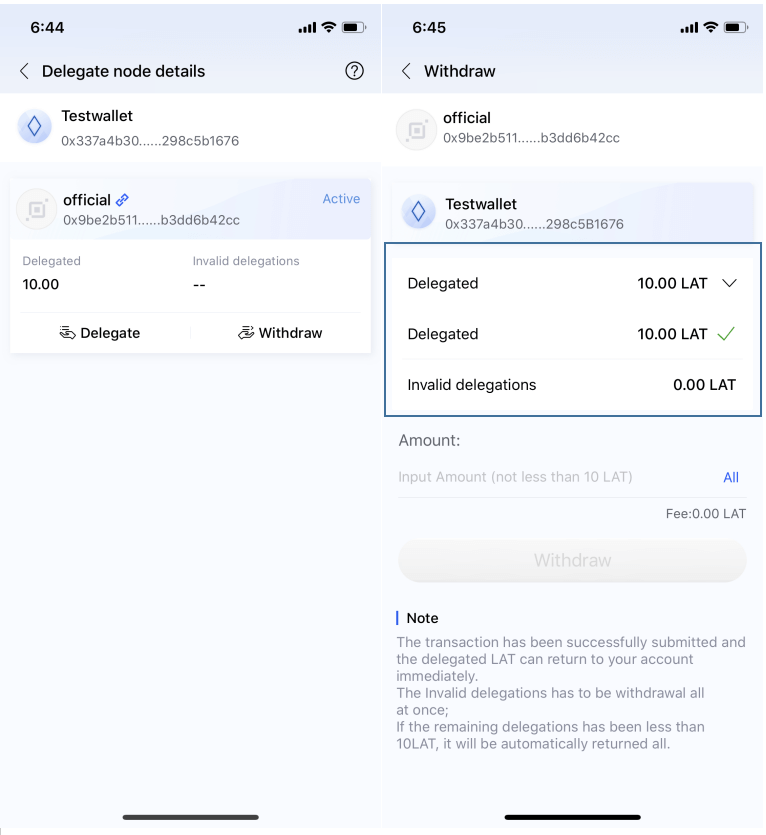 6:44
Delegate node details
Testwallet
0x337a4b30......298c5b1676
official
Active
0x9be2b511......b3dd6b42cc
Delegated
Invalid delegations
10.00
--
Delegate
Withdraw
6:45
Withdraw
official
0x9be2b511......b3dd6b42cc
Testwallet
0x337a4b30......298c5B1676
Delegated 10.00 LAT
Delegated 10.00 LAT
Invalid delegations 0.00 LAT
Amount:
Input Amount (not less than 10 LAT) All
Fee:0.00 LAT
Withdraw
Note
The transaction has been successfully submitted and
the delegated LAT can return to your account
immediately.
The Invalid delegations has to be withdrawal all
at once;
If the remaining delegations has been less than
10LAT, it will be automatically returned all.